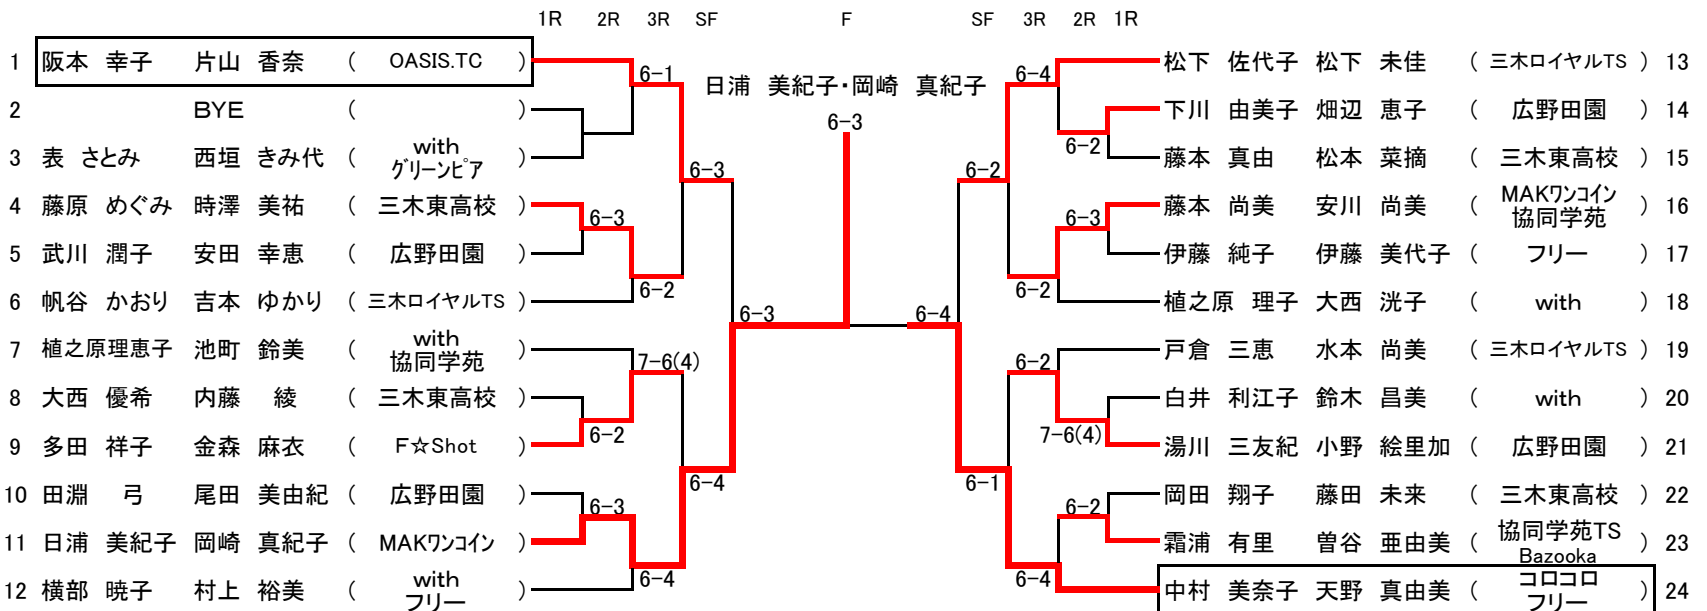 1R 2R 3R SF F SF 3R 2R 1R
1 阪本 幸子 片山 香奈 ( OASIS.TC )
2 BYE ( )
3 表 さとみ 西垣 きみ代 ( with グリーンピア )
4 藤原 めぐみ 時澤 美祐 ( 三木東高校 )
5 武川 潤子 安田 幸恵 ( 広野田園 )
6 帆谷 かおり 吉本 ゆかり ( 三木ロイヤルTS )
7 植之原理恵子 池町 鈴美 ( with 協同学苑 )
8 大西 優希 内藤 綾 ( 三木東高校 )
9 多田 祥子 金森 麻衣 ( F☆Shot )
10 田淵 弓 尾田 美由紀 ( 広野田園 )
11 日浦 美紀子 岡崎 真紀子 ( MAKワンコイン )
12 横部 暁子 村上 裕美 ( with フリー )
6-1
6-3
6-3
6-2
6-3
7-6(4)
6-2
6-4
6-3
6-4
日浦 美紀子・岡崎 真紀子
6-3
6-4
6-2
6-2
6-3
6-2
6-4
6-2
7-6(4)
6-1
6-2
6-4
松下 佐代子 松下 未佳 ( 三木ロイヤルTS ) 13
下川 由美子 畑辺 恵子 ( 広野田園 ) 14
藤本 真由 松本 菜摘 ( 三木東高校 ) 15
藤本 尚美 安川 尚美 ( MAKワンコイン 協同学苑 ) 16
伊藤 純子 伊藤 美代子 ( フリー ) 17
植之原 理子 大西 洸子 ( with ) 18
戸倉 三恵 水本 尚美 ( 三木ロイヤルTS ) 19
白井 利江子 鈴木 昌美 ( with ) 20
湯川 三友紀 小野 絵里加 ( 広野田園 ) 21
岡田 翔子 藤田 未来 ( 三木東高校 ) 22
霜浦 有里 曽谷 亜由美 ( 協同学苑TS Bazooka ) 23
中村 美奈子 天野 真由美 ( コロコロ フリー ) 24